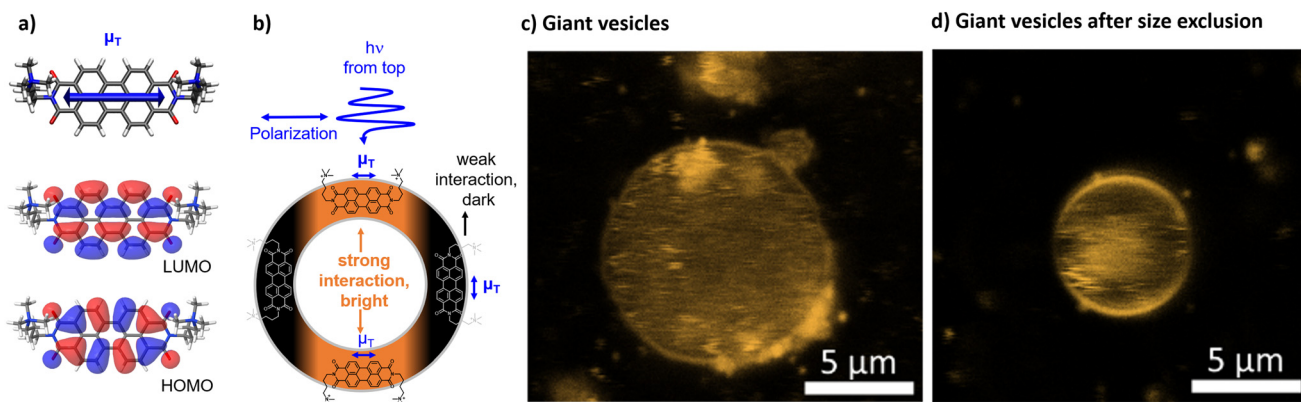 a)
μT
LUMO
HOMO
b)
hν
from top
Polarization
μT
weak
interaction,
dark
strong
interaction,
bright
μT
μT
c) Giant vesicles
5 μm
d) Giant vesicles after size exclusion
5 μm